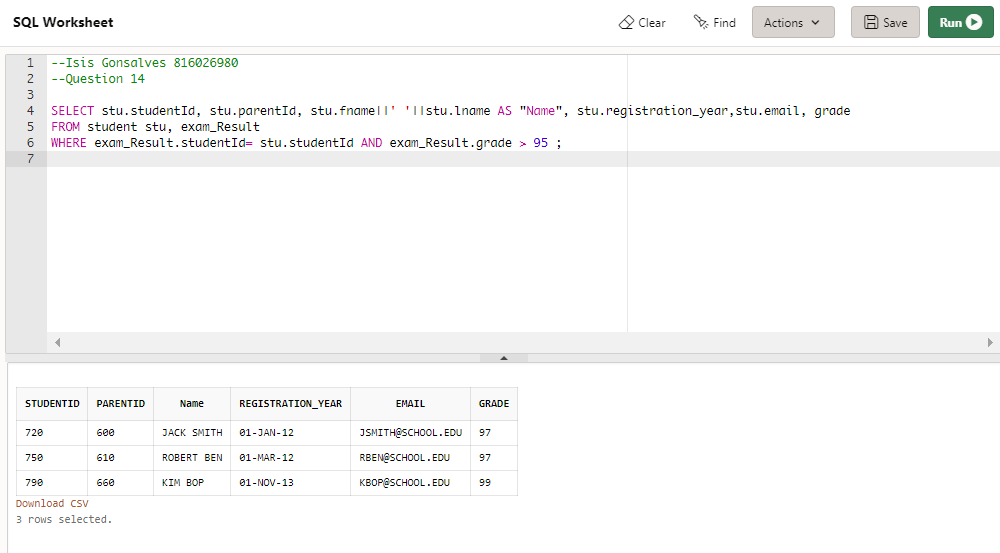 SQL Worksheet
Clear
Find
Actions
Save
Run
1 --Isis Gonsalves 816026980
2 --Question 14
3
4 SELECT stu.studentId, stu.parentId, stu.fname||' '||stu.lname AS "Name", stu.registration_year,stu.email, grade
5 FROM student stu, exam_Result
6 WHERE exam_Result.studentId= stu.studentId AND exam_Result.grade > 95 ;
7
STUDENTID PARENTID Name REGISTRATION_YEAR EMAIL GRADE
720 600 JACK SMITH 01-JAN-12 JSMITH@SCHOOL.EDU 97
750 610 ROBERT BEN 01-MAR-12 RBEN@SCHOOL.EDU 97
790 660 KIM BOP 01-NOV-13 KBOP@SCHOOL.EDU 99
Download CSV
3 rows selected.